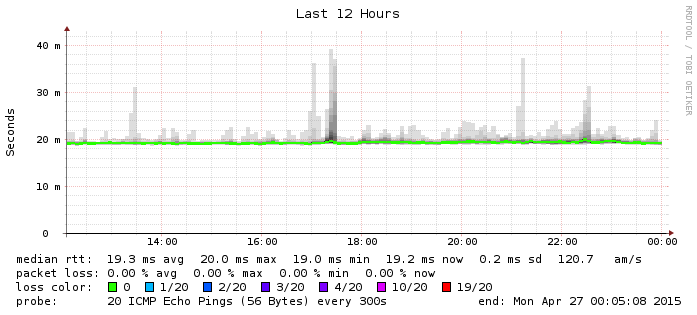 Last 12 Hours
RRDTOOL / TOBI OETIKER
Seconds
40 m
30 m
20 m
10 m
0
14:00 16:00 18:00 20:00 22:00 00:00
median rtt: 19.3 ms avg 20.0 ms max 19.0 ms min 19.2 ms now 0.2 ms sd 120.7 am/s
packet loss: 0.00 % avg 0.00 % max 0.00 % min 0.00 % now
loss color: 0 1/20 2/20 3/20 4/20 10/20 19/20
probe: 20 ICMP Echo Pings (56 Bytes) every 300s end: Mon Apr 27 00:05:08 2015